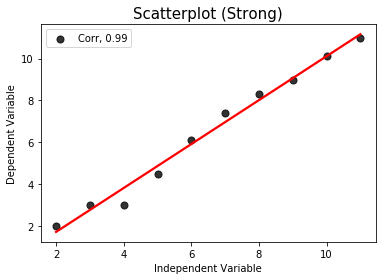 Scatterplot (Strong)
Corr, 0.99
Dependent Variable
10
8
6
4
2
2
4
6
8
10
Independent Variable